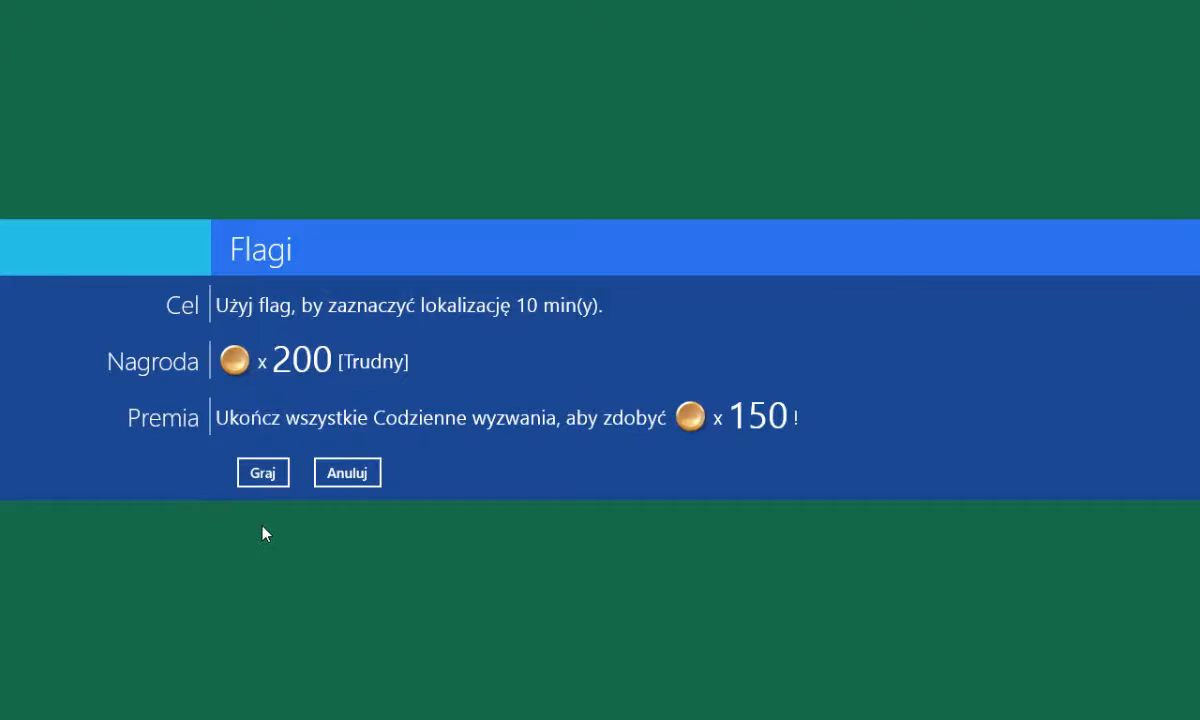 Flagi
Cel Użyj flag, by zaznaczyć lokalizację 10 min(y).
Nagroda x 200 [Trudny]
Premia Ukończ wszystkie Codzienne wyzwania, aby zdobyć x 150 !
Graj Anuluj